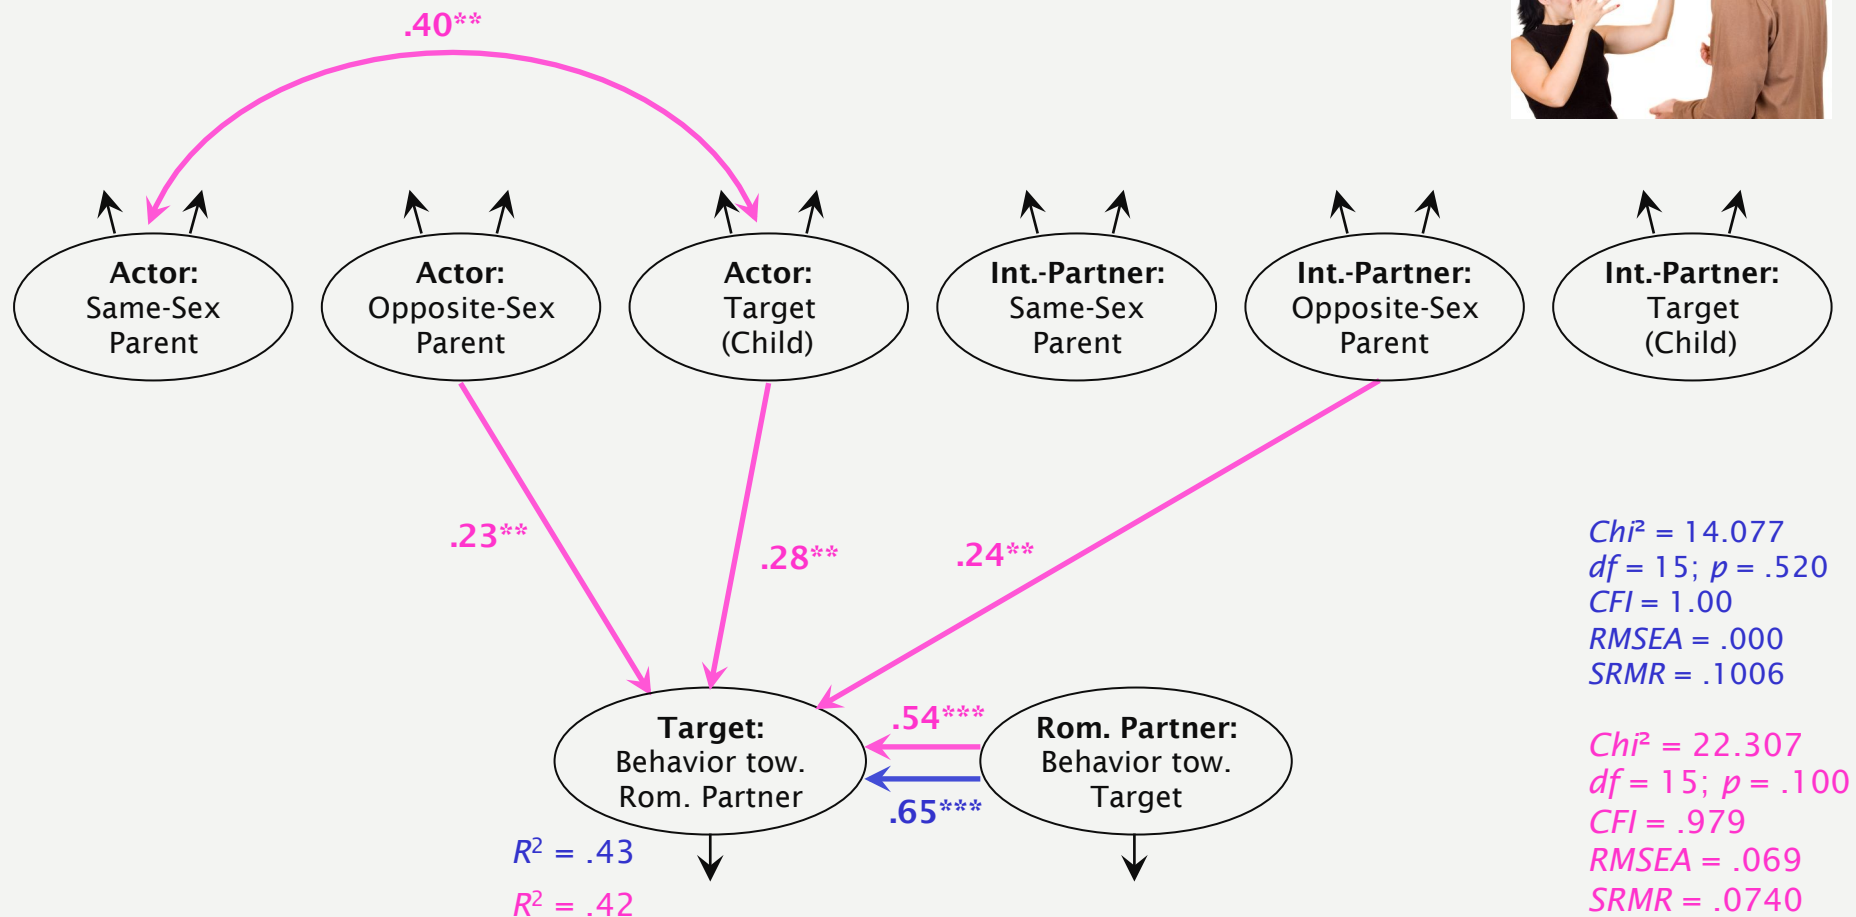 .40**
Actor:
Same-Sex
Parent
Actor:
Opposite-Sex
Parent
Actor:
Target
(Child)
Int.-Partner:
Same-Sex
Parent
Int.-Partner:
Opposite-Sex
Parent
Int.-Partner:
Target
(Child)
.23**
.28**
.24**
Target:
Behavior tow.
Rom. Partner
.54***
.65***
Rom. Partner:
Behavior tow.
Target
R² = .43
R² = .42
Chi² = 14.077
df = 15; p = .520
CFI = 1.00
RMSEA = .000
SRMR = .1006
Chi² = 22.307
df = 15; p = .100
CFI = .979
RMSEA = .069
SRMR = .0740